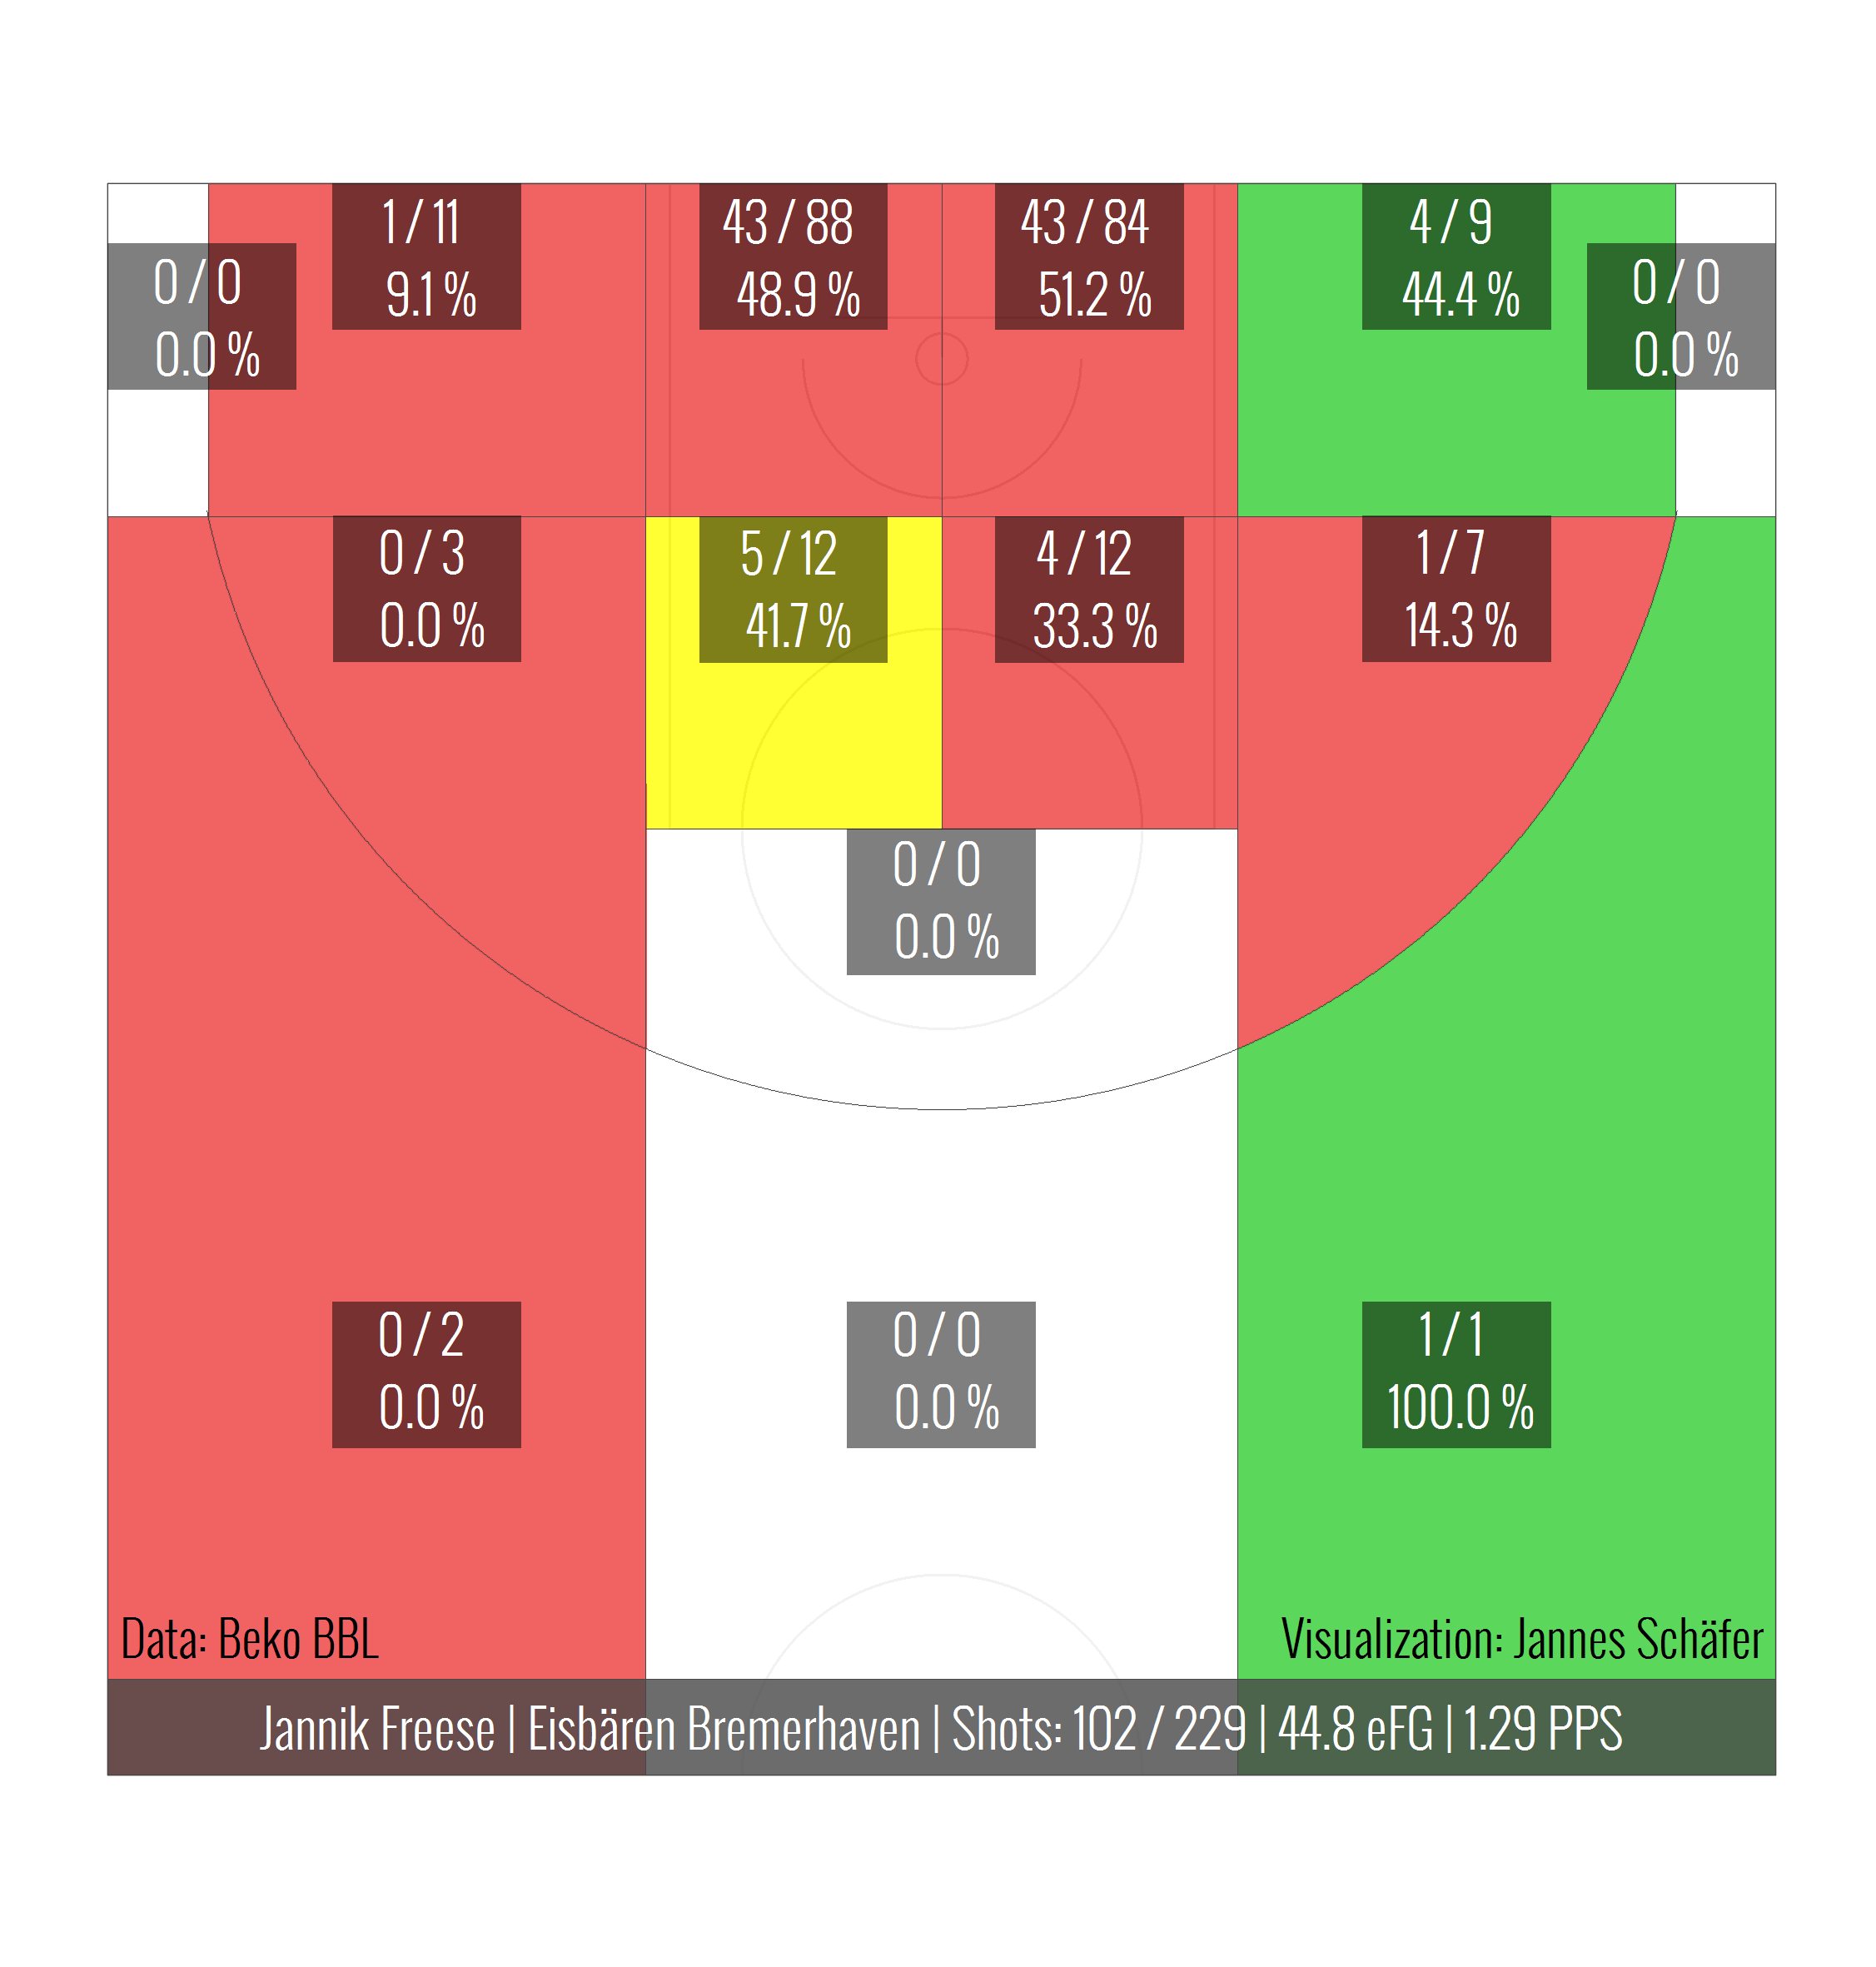 1 / 11
9.1 %
43 / 88
48.9 %
43 / 84
51.2 %
4 / 9
44.4 %
0 / 0
0.0 %
0 / 0
0.0 %
0 / 3
0.0 %
5 / 12
41.7 %
4 / 12
33.3 %
1 / 7
14.3 %
0 / 0
0.0 %
0 / 2
0.0 %
0 / 0
0.0 %
1 / 1
100.0 %
Data: Beko BBL
Visualization: Jannes Schäfer
Jannik Freese | Eisbären Bremerhaven | Shots: 102 / 229 | 44.8 eFG | 1.29 PPS